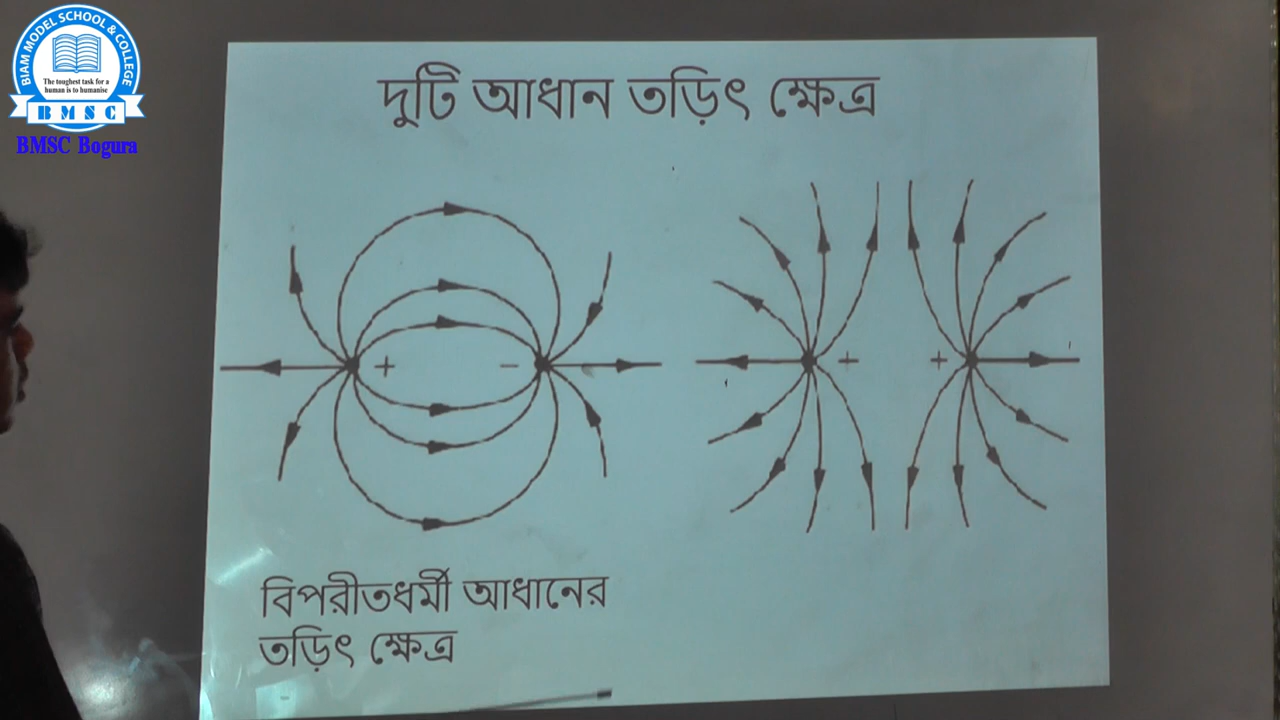 BIAM MODEL SCHOOL & COLLEGE
The toughest task for a
human is to humanise
B M S C
BMSC Bogura
দুটি আধান তড়িৎ ক্ষেত্র
+ −
+ +
বিপরীতধর্মী আধানের
তড়িৎ ক্ষেত্র